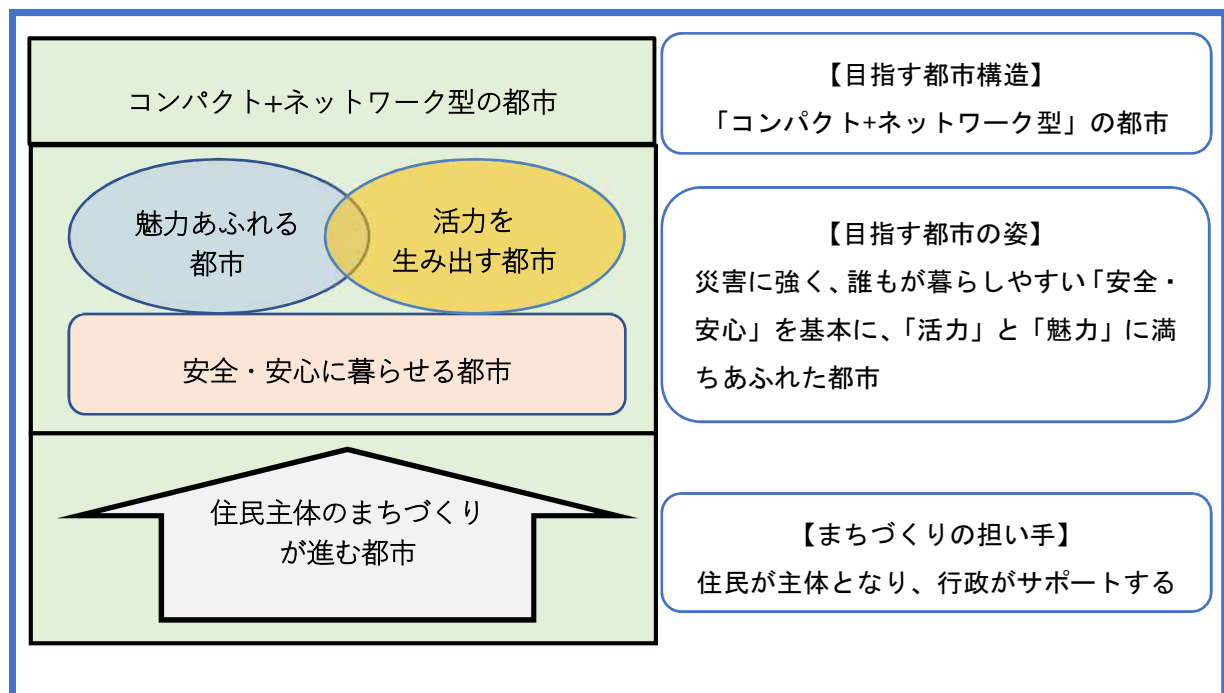 コンパクト+ネットワーク型の都市
【目指す都市構造】
「コンパクト+ネットワーク型」の都市
魅力あふれる
都市
活力を
生み出す都市
安全・安心に暮らせる都市
【目指す都市の姿】
災害に強く、誰もが暮らしやすい「安全・
安心」を基本に、「活力」と「魅力」に満
ちあふれた都市
住民主体のまちづくり
が進む都市
【まちづくりの担い手】
住民が主体となり、行政がサポートする